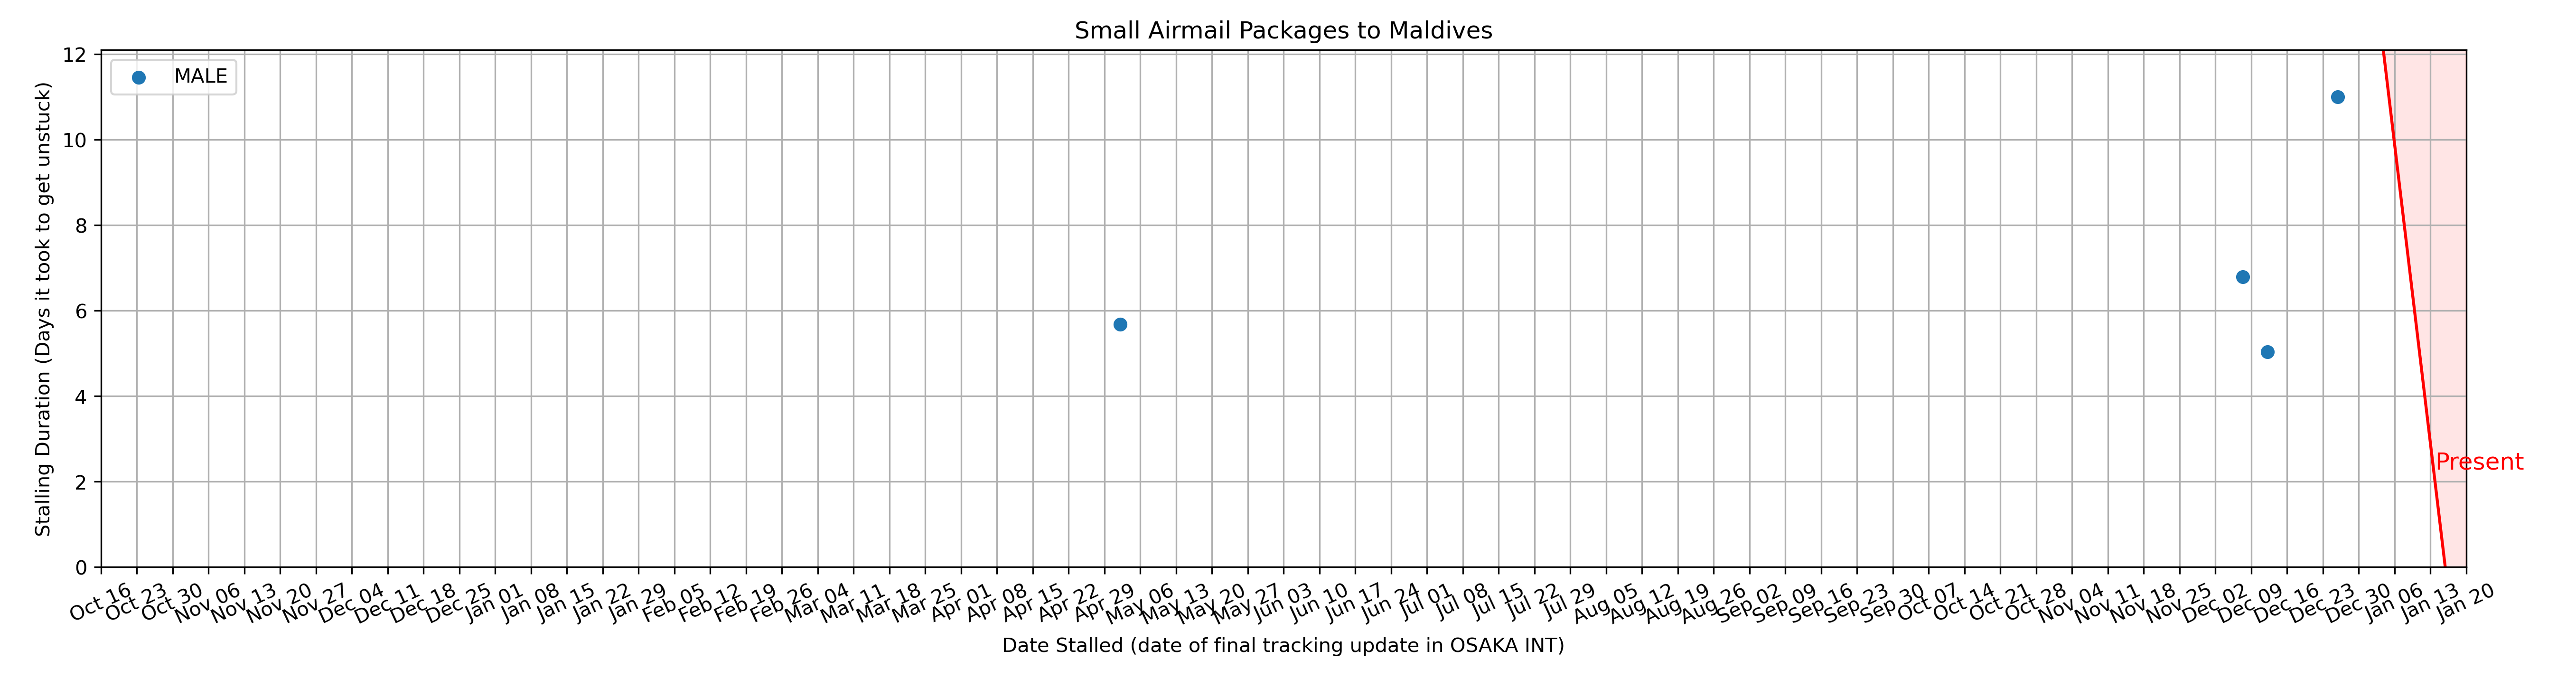 Small Airmail Packages to Maldives
MALE
Stalling Duration (Days it took to get unstuck)
12
10
8
6
4
2
0
Present
Oct 16 Oct 23 Oct 30 Nov 06 Nov 13 Nov 20 Nov 27 Dec 04 Dec 11 Dec 18 Dec 25 Jan 01 Jan 08 Jan 15 Jan 22 Jan 29 Feb 05 Feb 12 Feb 19 Feb 26 Mar 04 Mar 11 Mar 18 Mar 25 Apr 01 Apr 08 Apr 15 Apr 22 Apr 29 May 06 May 13 May 20 May 27 Jun 03 Jun 10 Jun 17 Jun 24 Jul 01 Jul 08 Jul 15 Jul 22 Jul 29 Aug 05 Aug 12 Aug 19 Aug 26 Sep 02 Sep 09 Sep 16 Sep 23 Sep 30 Oct 07 Oct 14 Oct 21 Oct 28 Nov 04 Nov 11 Nov 18 Nov 25 Dec 02 Dec 09 Dec 16 Dec 23 Dec 30 Jan 06 Jan 13 Jan 20
Date Stalled (date of final tracking update in OSAKA INT)